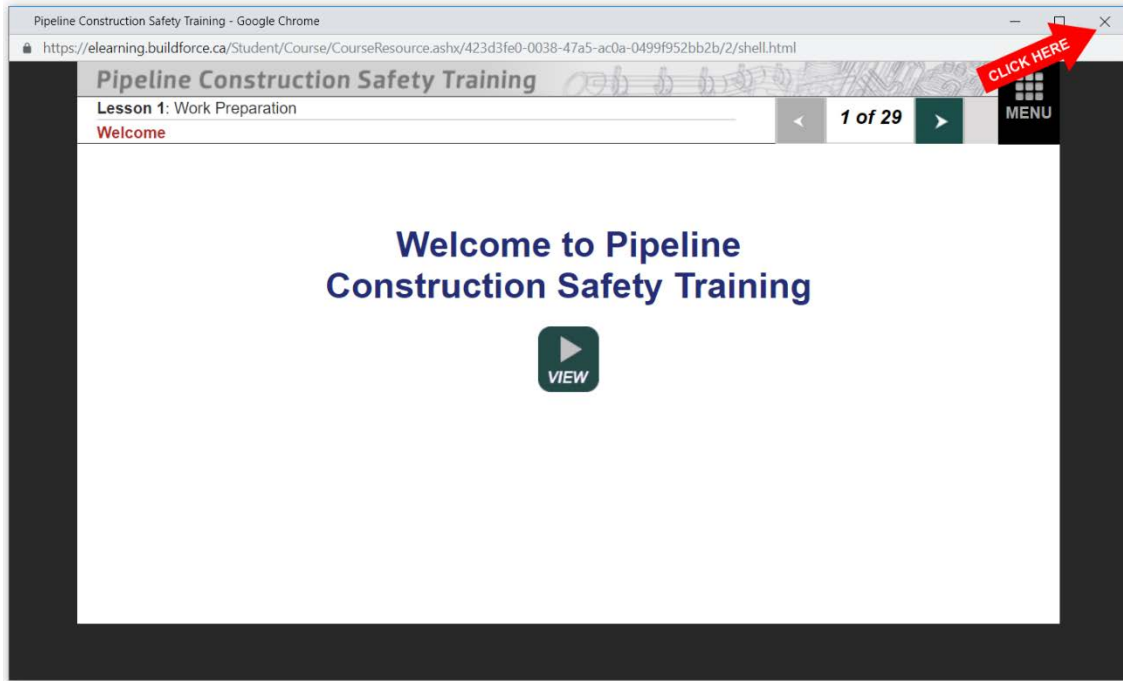 Pipeline Construction Safety Training - Google Chrome
https://elearning.buildforce.ca/Student/Course/CourseResource.ashx/423d3fe0-0038-47a5-ac0a-0499f952bb2b/2/shell.html
CLICK HERE
Pipeline Construction Safety Training
Lesson 1: Work Preparation
Welcome
1 of 29
MENU
Welcome to Pipeline
Construction Safety Training
VIEW